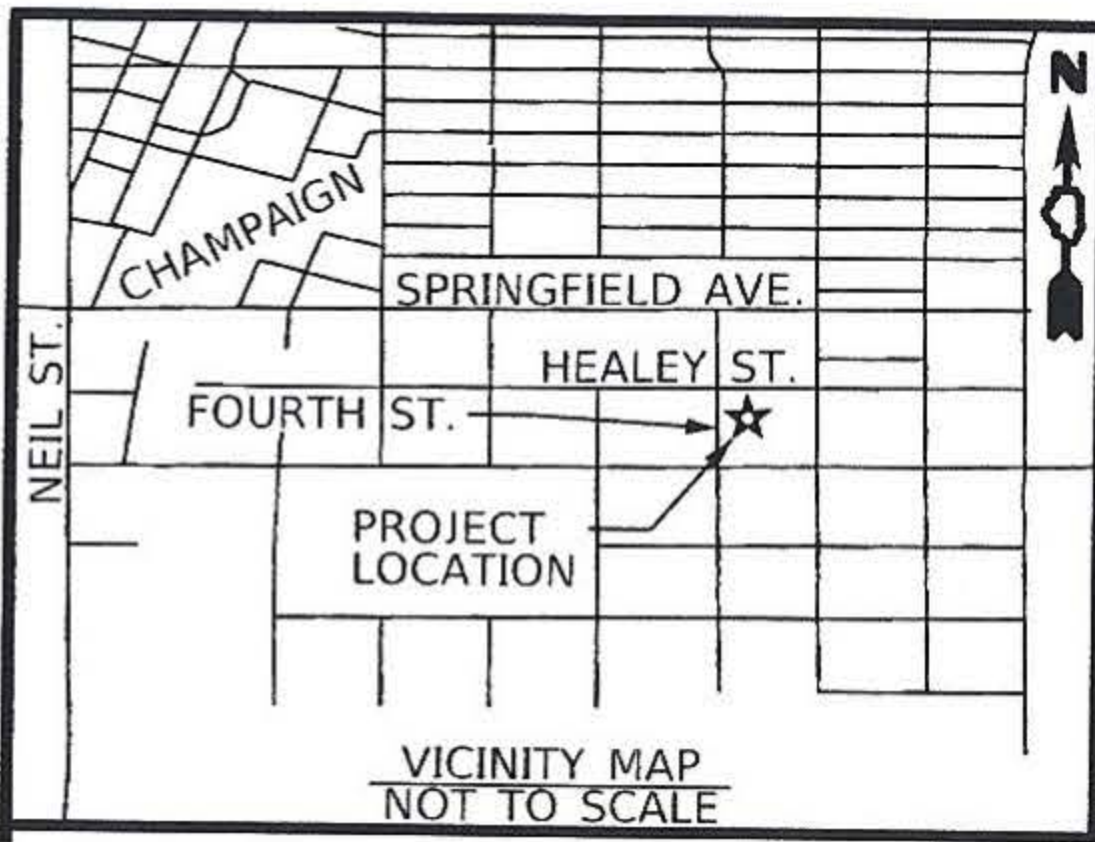 N
CHAMPAIGN
SPRINGFIELD AVE.
NEIL ST.
HEALEY ST.
FOURTH ST.
PROJECT
LOCATION
VICINITY MAP
NOT TO SCALE